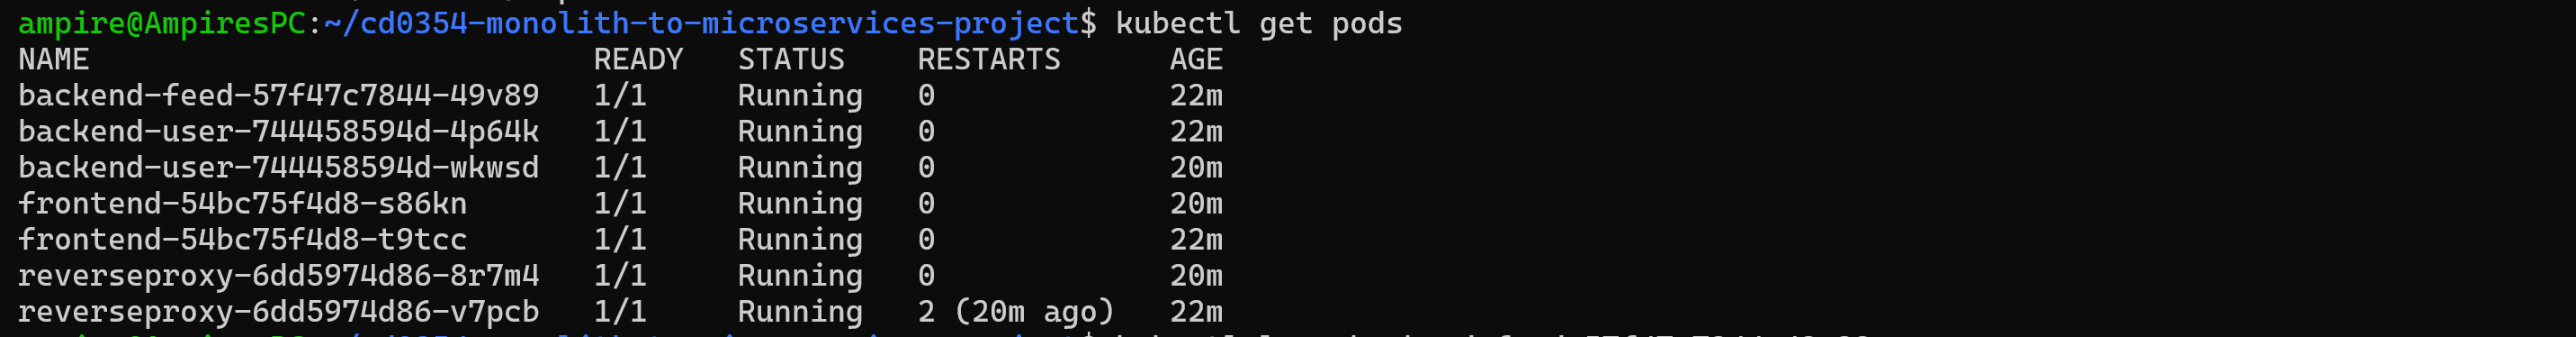 ampire@AmpiresPC:~/cd0354-monolith-to-microservices-project$ kubectl get pods
NAME                            READY   STATUS    RESTARTS      AGE
backend-feed-57f47c7844-49v89   1/1     Running   0             22m
backend-user-744458594d-4p64k   1/1     Running   0             22m
backend-user-744458594d-wkwsd   1/1     Running   0             20m
frontend-54bc75f4d8-s86kn       1/1     Running   0             20m
frontend-54bc75f4d8-t9tcc       1/1     Running   0             22m
reverseproxy-6dd5974d86-8r7m4   1/1     Running   0             20m
reverseproxy-6dd5974d86-v7pcb   1/1     Running   2 (20m ago)   22m